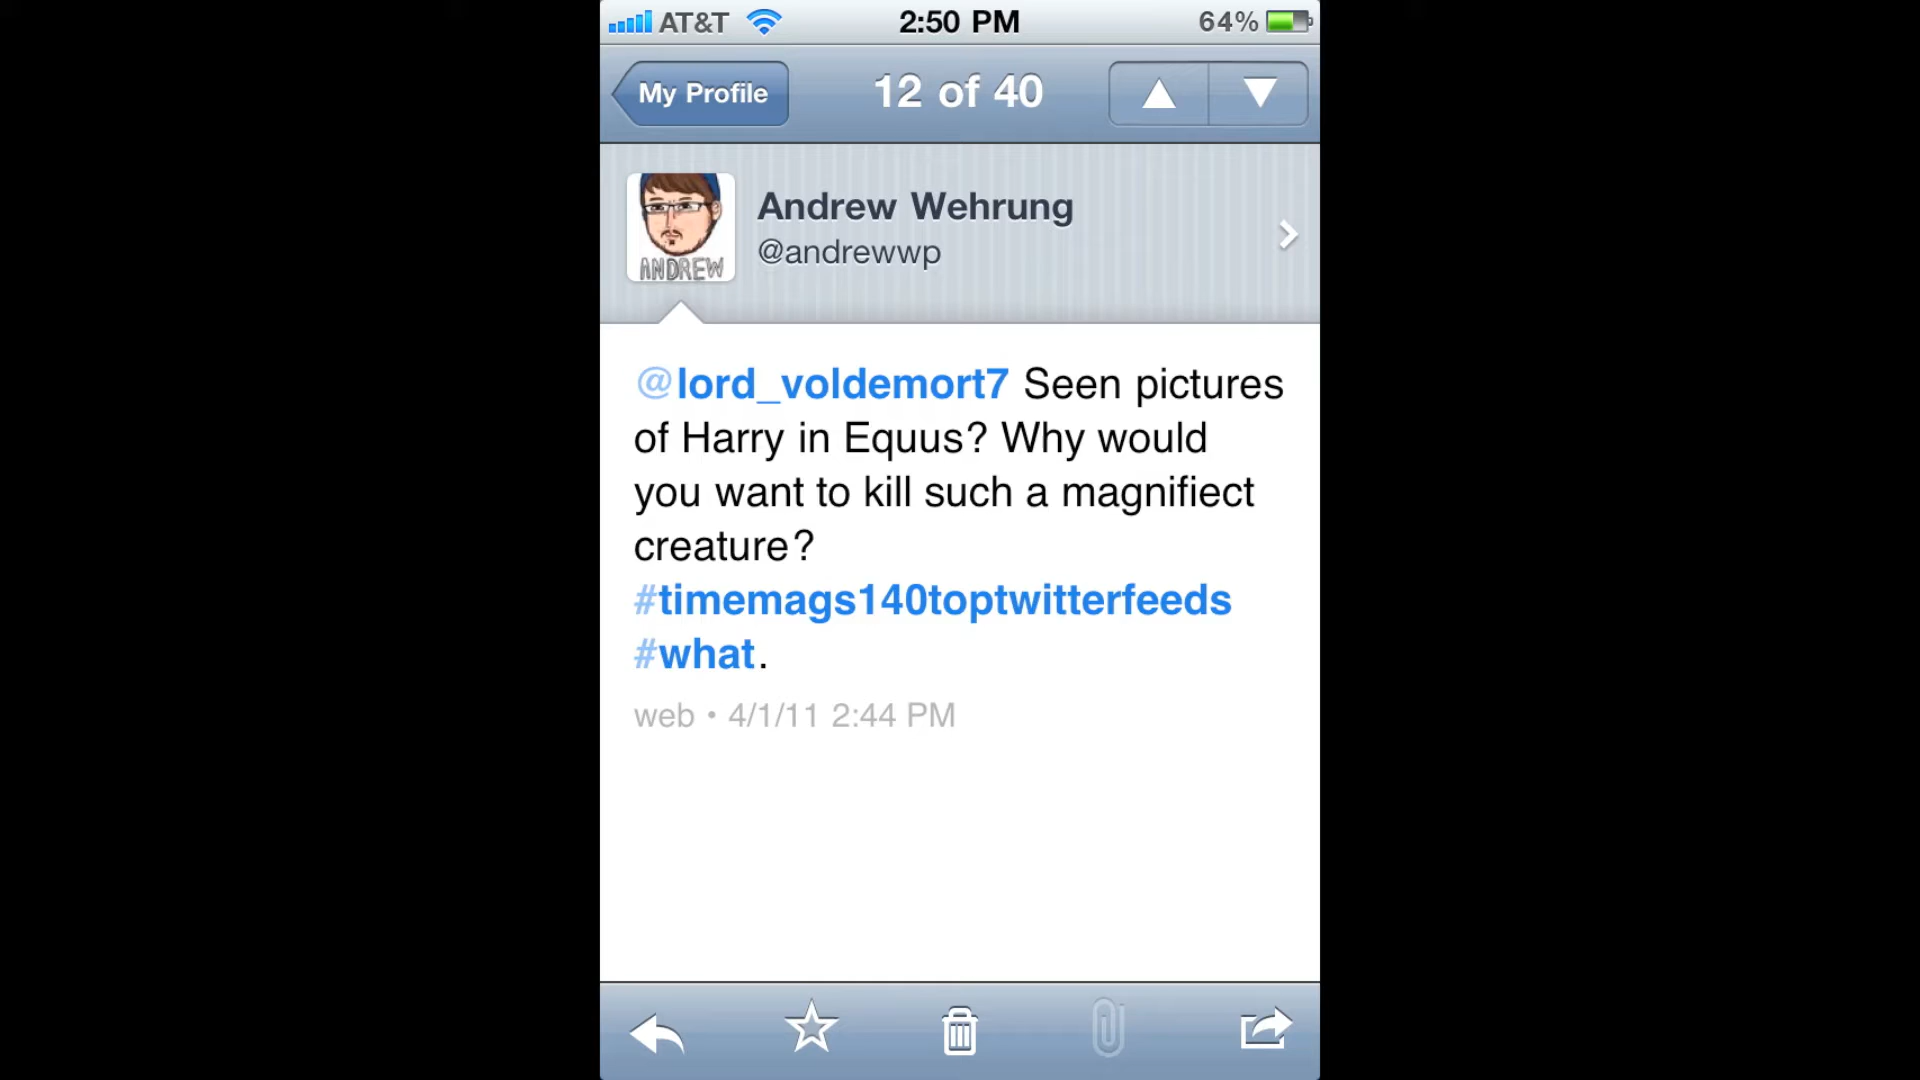 AT&T 2:50 PM 64%
My Profile 12 of 40
Andrew Wehrung
@andrewwp
ANDREW
@lord_voldemort7 Seen pictures
of Harry in Equus? Why would
you want to kill such a magnifiect
creature?
#timemags140toptwitterfeeds
#what.
web • 4/1/11 2:44 PM